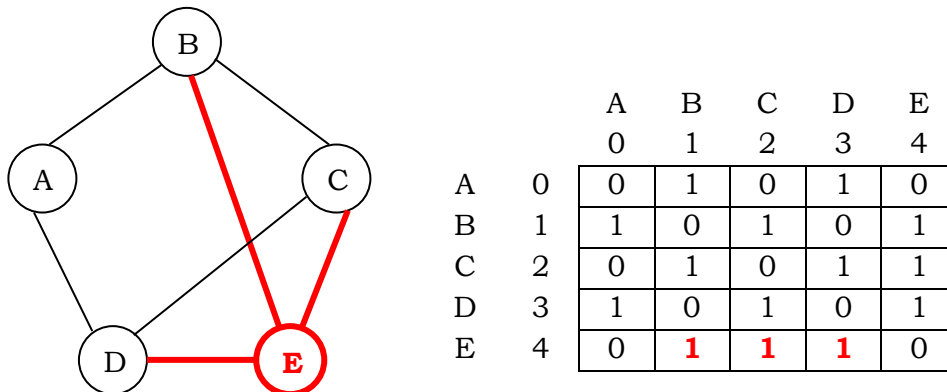 B
A
C
D
E
A B C D E
0 1 2 3 4
A 0 0 1 0 1 0
B 1 1 0 1 0 1
C 2 0 1 0 1 1
D 3 1 0 1 0 1
E 4 0 1 1 1 0